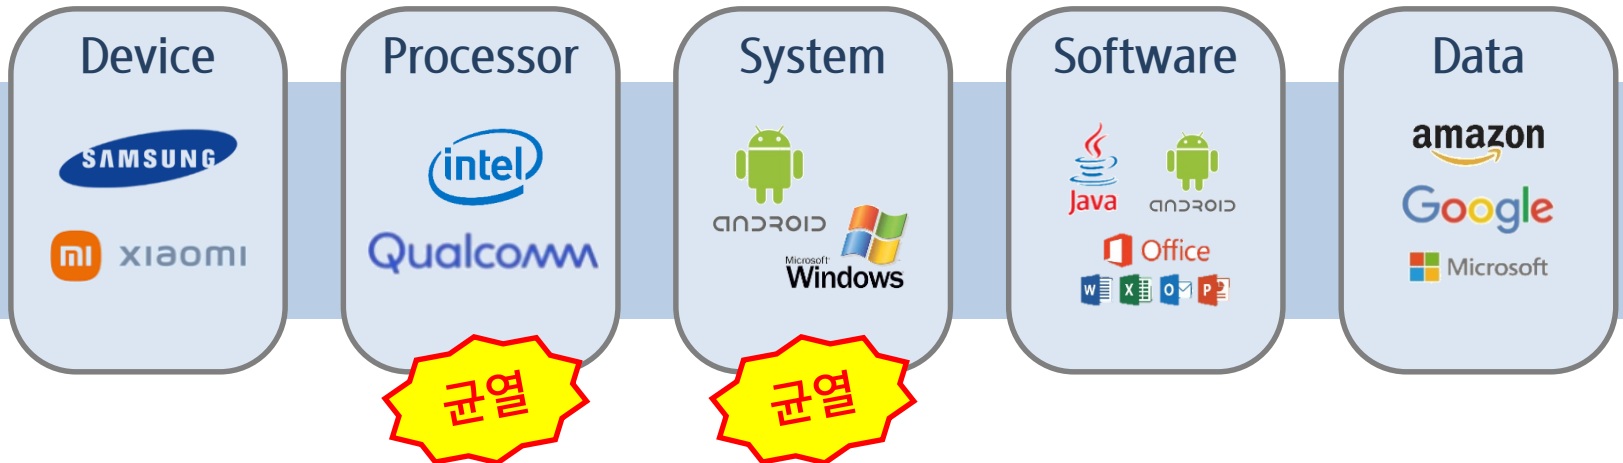 Device
SAMSUNG
mi xiaomi
Processor
intel
Qualcomm
균열
System
ANDROID
Microsoft
Windows
균열
Software
Java
ANDROID
Office
W X O P
Data
amazon
Google
Microsoft